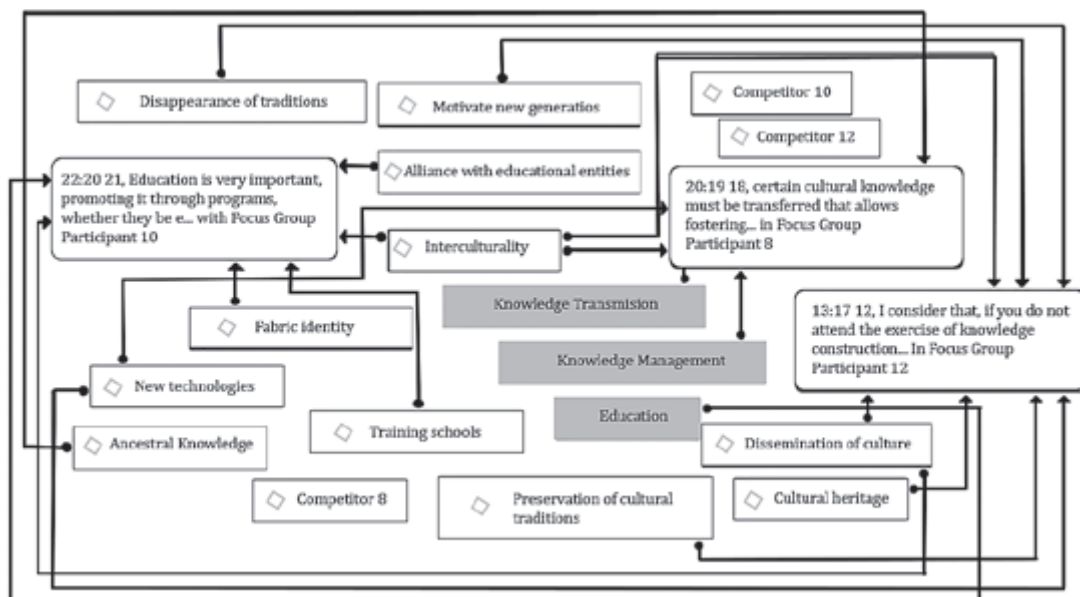 Disappearance of traditions
Motivate new generatios
Competitor 10
Competitor 12
Alliance with educational entities
22:20 21, Education is very important,
promoting it through programs,
whether they be e... with Focus Group
Participant 10
20:19 18, certain cultural knowledge
must be transferred that allows
fostering... in Focus Group
Participant 8
Interculturality
Knowledge Transmision
13:17 12, I consider that, if you do not
attend the exercise of knowledge
construction... In Focus Group
Participant 12
Fabric identity
Knowledge Management
New technologies
Education
Training schools
Ancestral Knowledge
Dissemination of culture
Competitor 8
Preservation of cultural
traditions
Cultural heritage